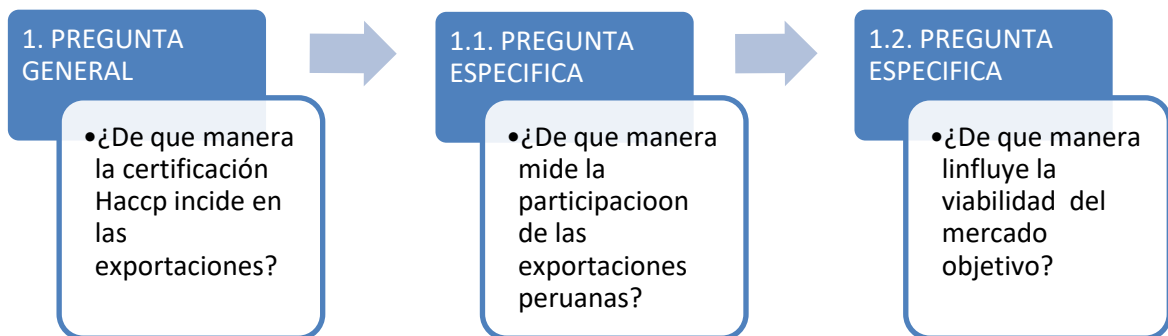 1. PREGUNTA
GENERAL
•¿De que manera
la certificación
Haccp incide en
las
exportaciones?
1.1. PREGUNTA
ESPECIFICA
•¿De que manera
mide la
participacioon
de las
exportaciones
peruanas?
1.2. PREGUNTA
ESPECIFICA
•¿De que manera
linfluye la
viabilidad  del
mercado
objetivo?